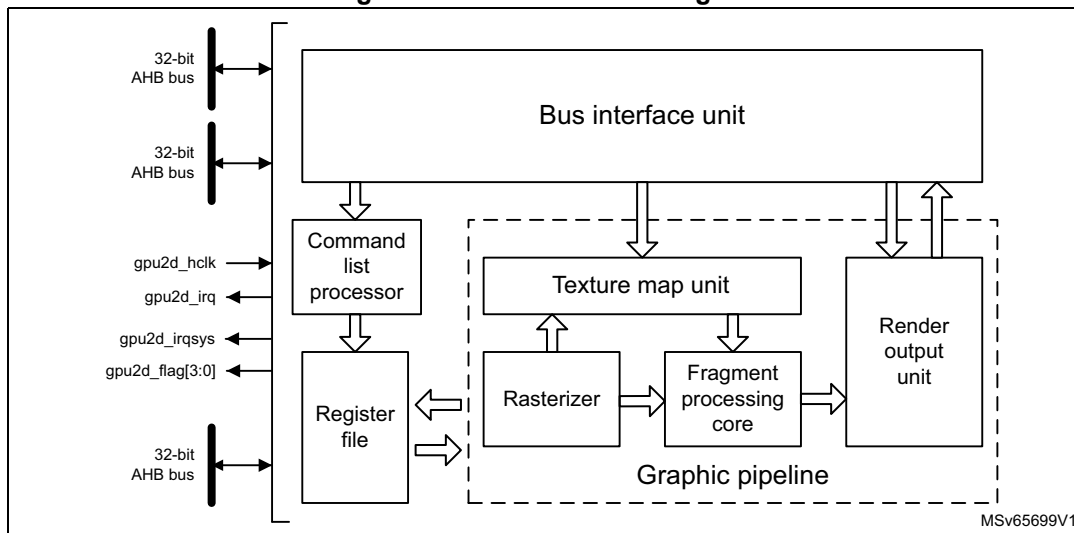 32-bit
AHB bus
32-bit
AHB bus
Bus interface unit
gpu2d_hclk
gpu2d_irq
gpu2d_irqsys
gpu2d_flag[3:0]
32-bit
AHB bus
Command
list
processor
Register
file
Texture map unit
Rasterizer
Fragment
processing
core
Render
output
unit
Graphic pipeline
MSv65699V1